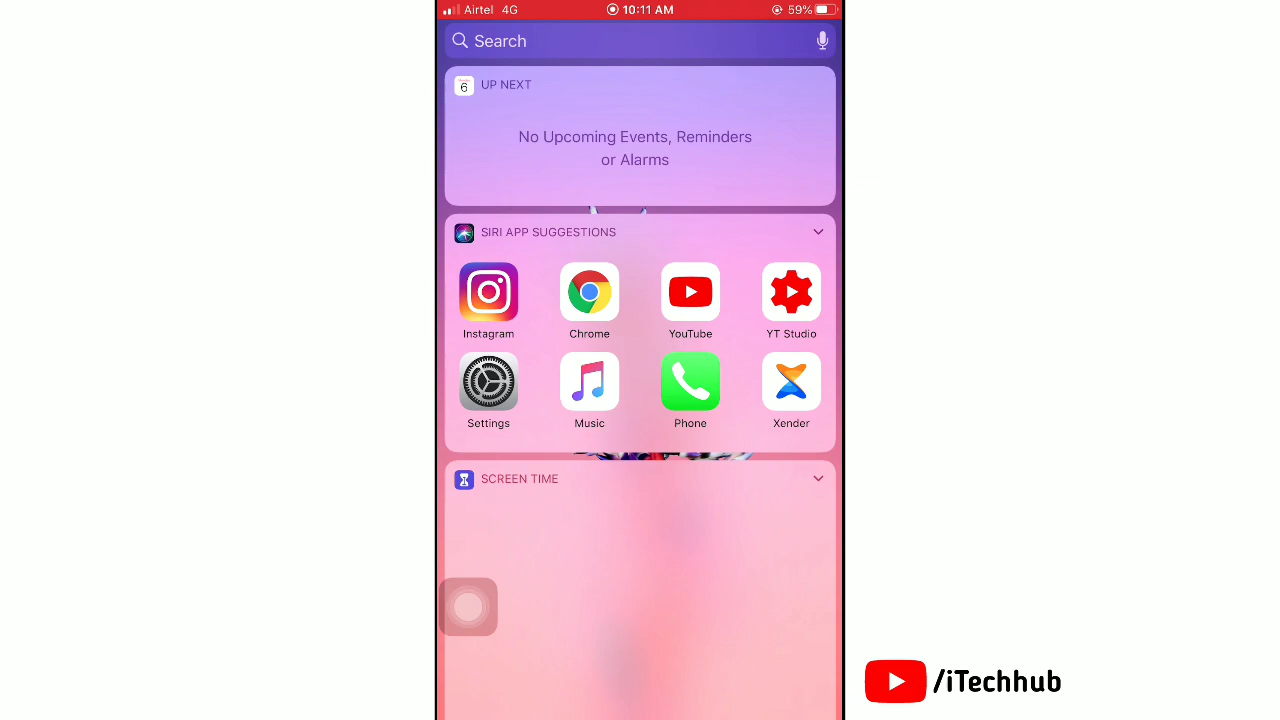 Airtel 4G 10:11 AM 59%
Search
6 UP NEXT
No Upcoming Events, Reminders
or Alarms
SIRI APP SUGGESTIONS
Instagram Chrome YouTube YT Studio
Settings Music Phone Xender
SCREEN TIME
/iTechhub